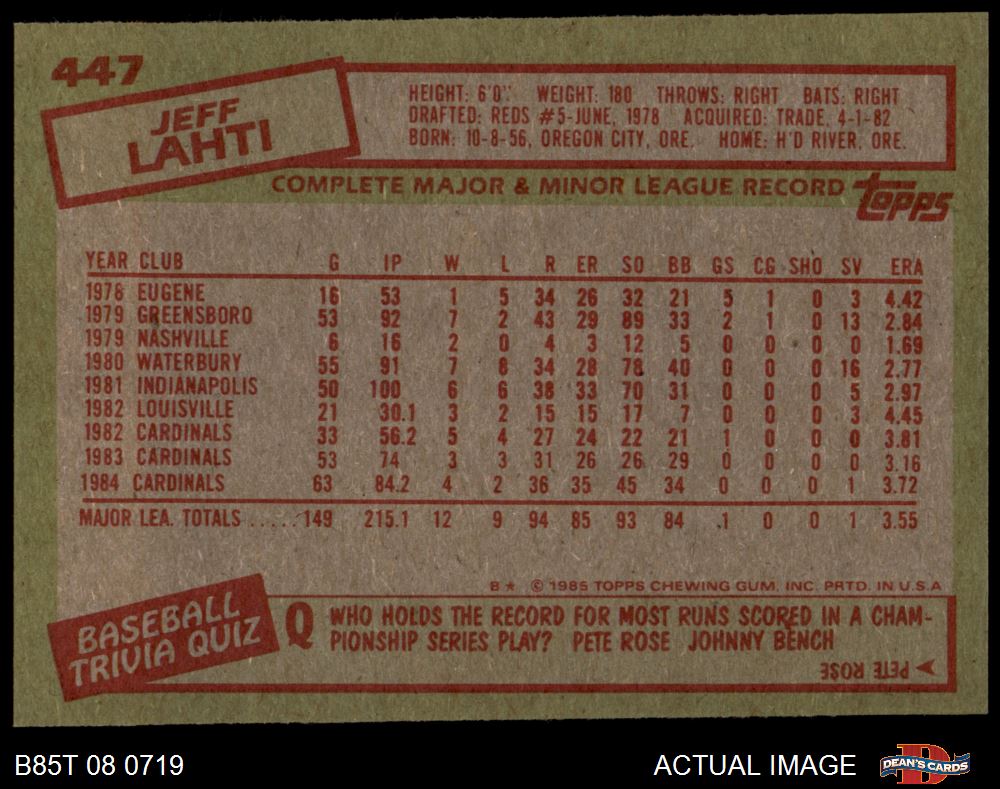 447
JEFF
LAHTI
HEIGHT: 6'0". WEIGHT: 180 THROWS: RIGHT BATS: RIGHT
DRAFTED: REDS #5-JUNE, 1978 ACQUIRED: TRADE, 4-1-82
BORN: 10-8-56, OREGON CITY, ORE. HOME: H'D RIVER, ORE.
COMPLETE MAJOR & MINOR LEAGUE RECORD topps
YEAR CLUB G IP W L R ER SO BB GS CG SHO SV ERA
1978 EUGENE 16 53 1 5 34 26 32 21 5 1 0 3 4.42
1979 GREENSBORO 53 92 7 2 43 29 89 33 2 1 0 13 2.84
1979 NASHVILLE 6 16 2 0 4 3 12 5 0 0 0 0 1.69
1980 WATERBURY 55 91 7 8 34 28 78 40 0 0 0 16 2.77
1981 INDIANAPOLIS 50 100 6 6 38 33 70 31 0 0 0 5 2.97
1982 LOUISVILLE 21 30.1 3 2 15 15 17 7 0 0 0 3 4.45
1982 CARDINALS 33 56.2 5 4 27 24 22 21 1 0 0 0 3.81
1983 CARDINALS 53 74 3 3 31 26 26 29 0 0 0 0 3.16
1984 CARDINALS 63 84.2 4 2 36 35 45 34 0 0 0 1 3.72
MAJOR LEA. TOTALS ..... 149 215.1 12 9 94 85 93 84 1 0 0 1 3.55
B* © 1985 TOPPS CHEWING GUM, INC. PRTD. IN U.S.A
BASEBALL
TRIVIA QUIZ
Q WHO HOLDS THE RECORD FOR MOST RUNS SCORED IN A CHAM-
PIONSHIP SERIES PLAY? PETE ROSE JOHNNY BENCH
PETE ROSE
B85T 08 0719
ACTUAL IMAGE
D
DEAN'S CARDS